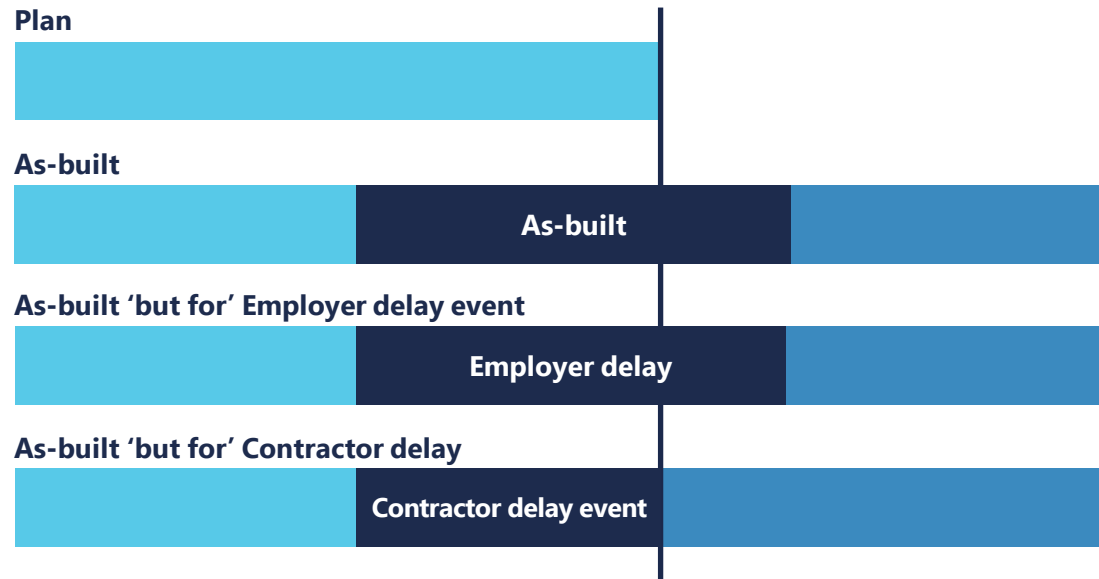 Plan
As-built
As-built
As-built ‘but for’ Employer delay event
Employer delay
As-built ‘but for’ Contractor delay
Contractor delay event